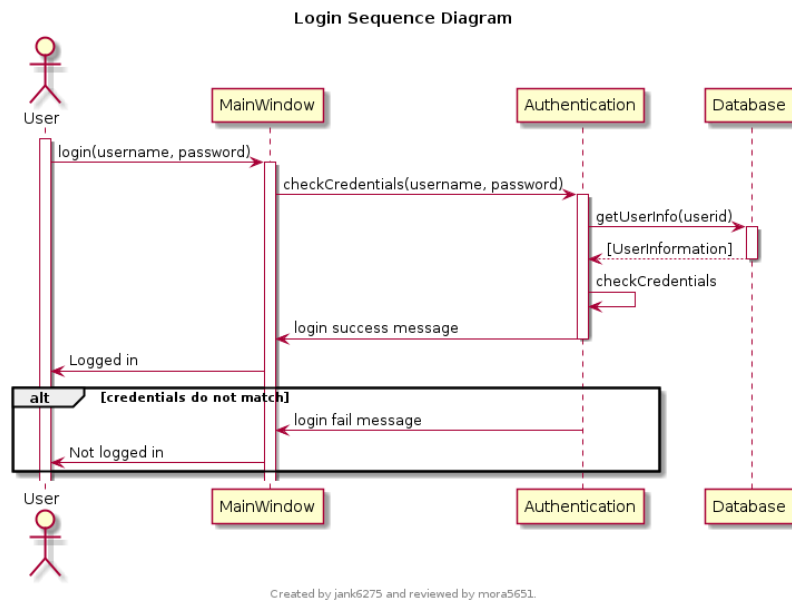 Login Sequence Diagram
User
MainWindow
Authentication
Database
login(username, password)
checkCredentials(username, password)
getUserInfo(userid)
[UserInformation]
checkCredentials
login success message
Logged in
alt [credentials do not match]
login fail message
Not logged in
User
MainWindow
Authentication
Database
Created by jank6275 and reviewed by mora5651.